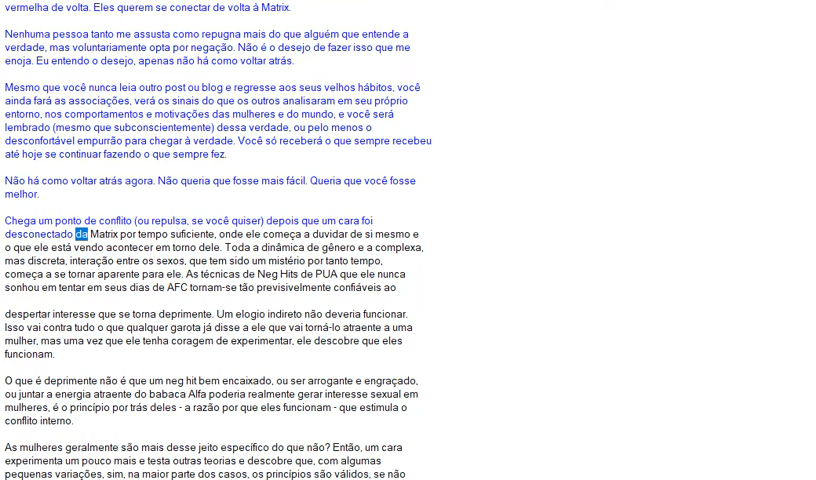 vermelha de volta. Eles querem se conectar de volta à Matrix.
Nenhuma pessoa tanto me assusta como repugna mais do que alguém que entende a
verdade, mas voluntariamente opta por negação. Não é o desejo de fazer isso que me
enoja. Eu entendo o desejo, apenas não há como voltar atrás.
Mesmo que você nunca leia outro post ou blog e regresse aos seus velhos hábitos, você
ainda fará as associações, verá os sinais do que os outros analisaram em seu próprio
entorno, nos comportamentos e motivações das mulheres e do mundo, e você será
lembrado (mesmo que subconscientemente) dessa verdade, ou pelo menos o
desconfortável empurrão para chegar à verdade. Você só receberá o que sempre recebeu
até hoje se continuar fazendo o que sempre fez.
Não há como voltar atrás agora. Não queria que fosse mais fácil. Queria que você fosse
melhor.
Chega um ponto de conflito (ou repulsa, se você quiser) depois que um cara foi
desconectado da Matrix por tempo suficiente, onde ele começa a duvidar de si mesmo e
o que ele está vendo acontecer em torno dele. Toda a dinâmica de gênero e a complexa,
mas discreta, interação entre os sexos, que tem sido um mistério por tanto tempo,
começa a se tornar aparente para ele. As técnicas de Neg Hits de PUA que ele nunca
sonhou em tentar em seus dias de AFC tornam-se tão previsivelmente confiáveis ao
despertar interesse que se torna deprimente. Um elogio indireto não deveria funcionar.
Isso vai contra tudo o que qualquer garota já disse a ele que vai torná-lo atraente a uma
mulher, mas uma vez que ele tenha coragem de experimentar, ele descobre que eles
funcionam.
O que é deprimente não é que um neg hit bem encaixado, ou ser arrogante e engraçado,
ou juntar a energia atraente do babaca Alfa poderia realmente gerar interesse sexual em
mulheres, é o princípio por trás deles - a razão por que eles funcionam - que estimula o
conflito interno.
As mulheres geralmente são mais desse jeito específico do que não? Então, um cara
experimenta um pouco mais e testa outras teorias e descobre que, com algumas
pequenas variações, sim, na maior parte dos casos, os princípios são válidos, se não